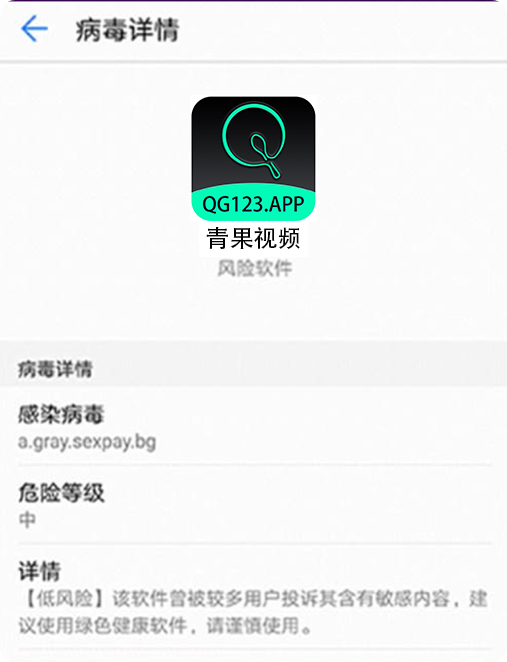 病毒详情
QG123.APP
青果视频
风险软件
病毒详情
感染病毒
a.gray.sexpay.bg
危险等级
中
详情
【低风险】该软件曾被较多用户投诉其含有敏感内容，建
议使用绿色健康软件，请谨慎使用。